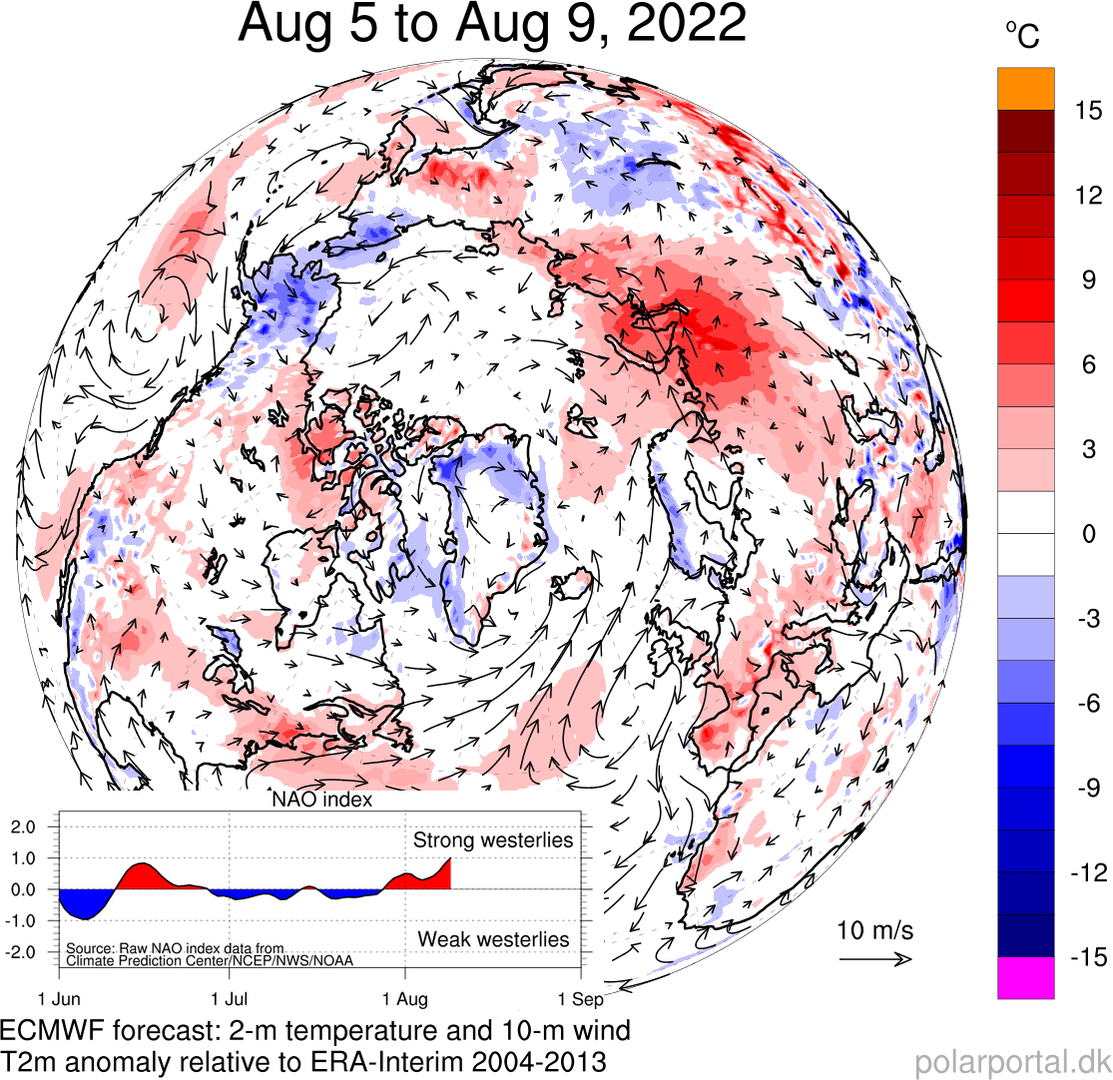 Aug 5 to Aug 9, 2022
°C
15
12
9
6
3
0
-3
-6
-9
-12
-15
NAO index
2.0
1.0
0.0
-1.0
-2.0
Strong westerlies
Weak westerlies
Source: Raw NAO index data from
Climate Prediction Center/NCEP/NWS/NOAA
1 Jun 1 Jul 1 Aug 1 Sep
10 m/s
ECMWF forecast: 2-m temperature and 10-m wind
T2m anomaly relative to ERA-Interim 2004-2013
polarportal.dk